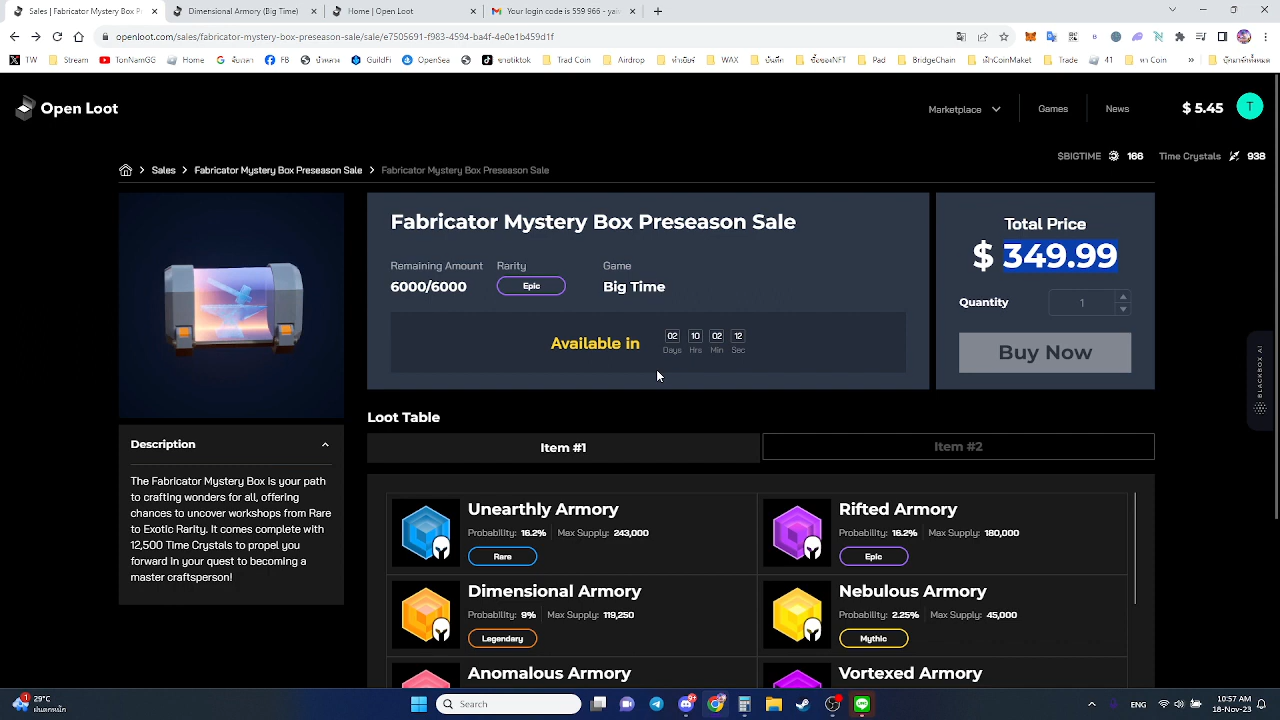 Sales | Fabricator Mystery Box Pr
Dimensional Armory (Big Time)
Home | Open Loot
Your login code is 559 966 - yair
openloot.com/sales/fabricator-mystery-box-preseason-sale/sale/e7505691-f983-4594-ba4f-4e0e1b459d1f
TW
Stream
TonNamGG
Home
FB
GuildFi
OpenSea
Trad Coin
Airdrop
WAX
Pad
BridgeChain
Trade
41
Open Loot
Marketplace
Games
News
$ 5.45
T
$BIGTIME 166
Time Crystals 938
Sales > Fabricator Mystery Box Preseason Sale > Fabricator Mystery Box Preseason Sale
Fabricator Mystery Box Preseason Sale
Remaining Amount
Rarity
Game
6000/6000
Epic
Big Time
Available in
02 10 02 12
Days Hrs Min Sec
Total Price
$ 349.99
Quantity
1
Buy Now
BLACKBOX AI
Description
The Fabricator Mystery Box is your path
to crafting wonders for all, offering
chances to uncover workshops from Rare
to Exotic Rarity. It comes complete with
12,500 Time Crystals to propel you
forward in your quest to becoming a
master craftsperson!
Loot Table
Item #1
Item #2
Unearthly Armory
Probability: 16.2% Max Supply: 243,000
Rare
Rifted Armory
Probability: 16.2% Max Supply: 180,000
Epic
Dimensional Armory
Probability: 9% Max Supply: 119,250
Legendary
Nebulous Armory
Probability: 2.25% Max Supply: 45,000
Mythic
Anomalous Armory
Vortexed Armory
1
29°C
Search
ENG
10:57 AM
18-Nov-23